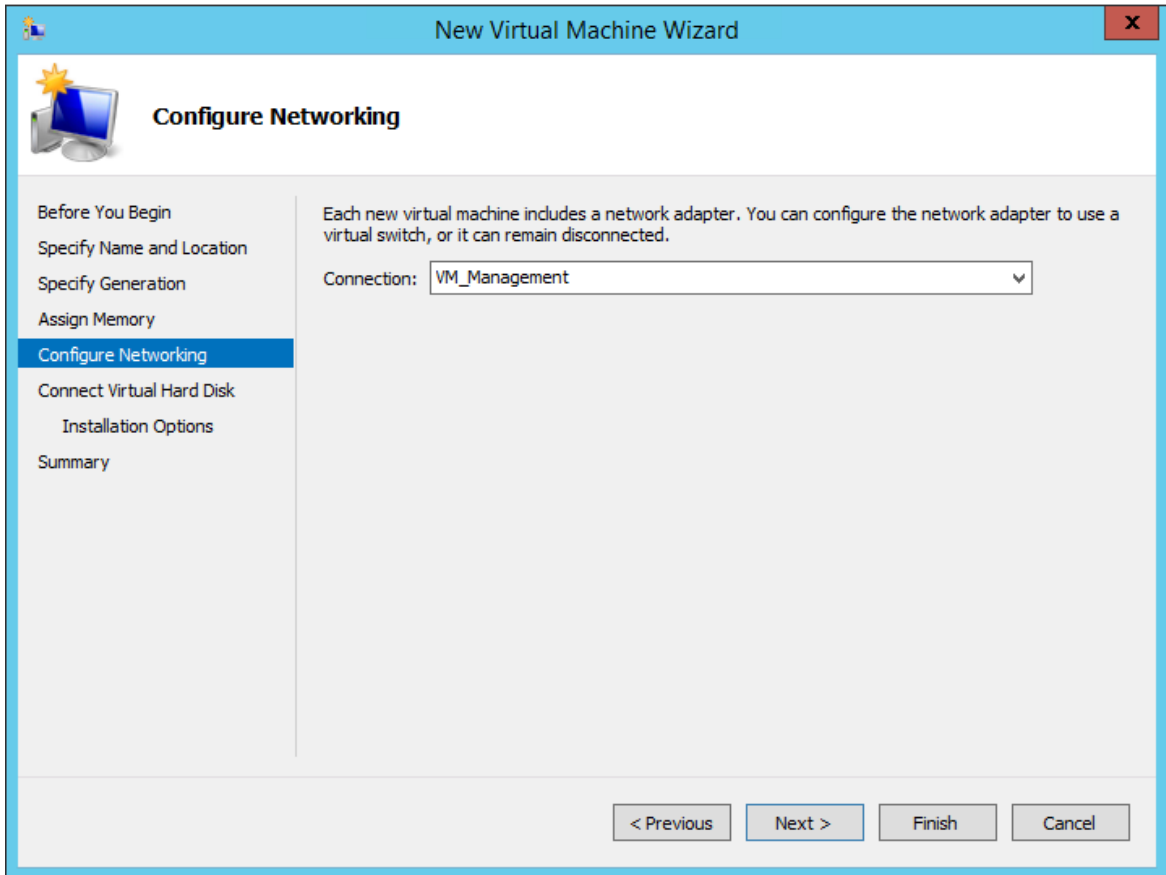 New Virtual Machine Wizard
x
Configure Networking
Before You Begin
Specify Name and Location
Specify Generation
Assign Memory
Configure Networking
Connect Virtual Hard Disk
Installation Options
Summary
Each new virtual machine includes a network adapter. You can configure the network adapter to use a
virtual switch, or it can remain disconnected.
Connection: VM_Management
< Previous Next > Finish Cancel